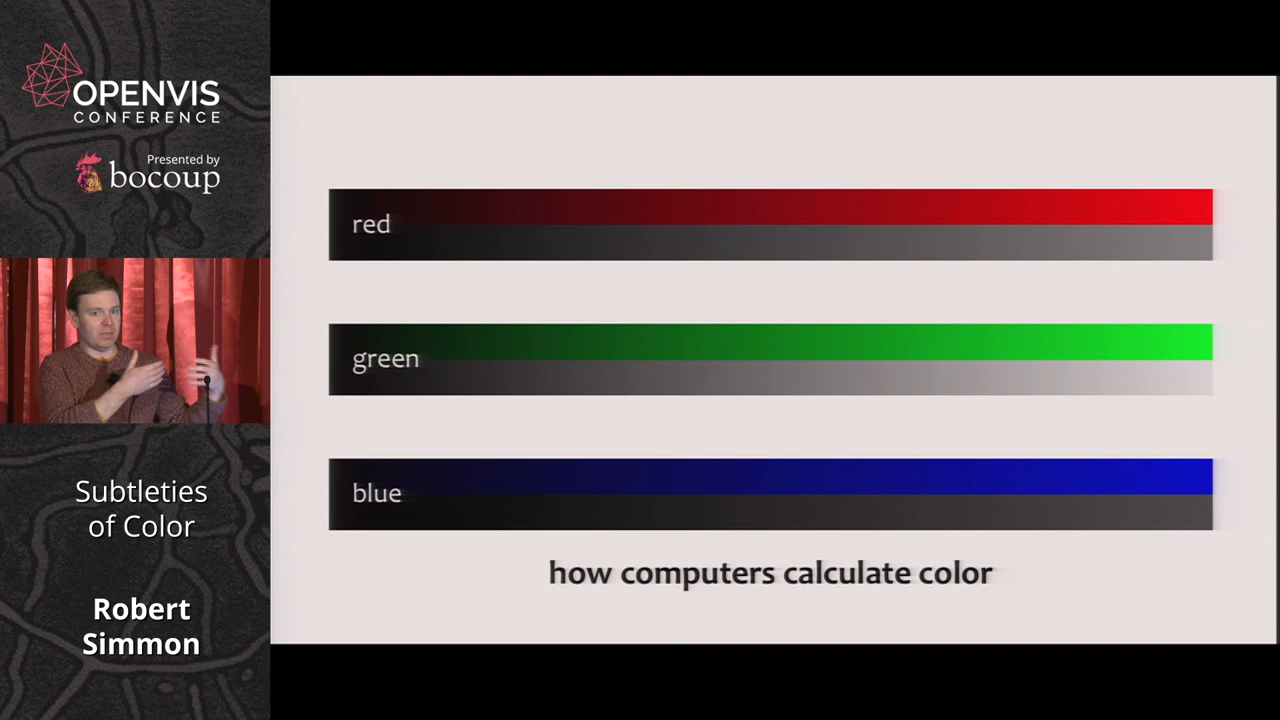 OPENVIS
CONFERENCE
Presented by
bocoup
Subtleties
of Color
Robert
Simmon
red
green
blue
how computers calculate color